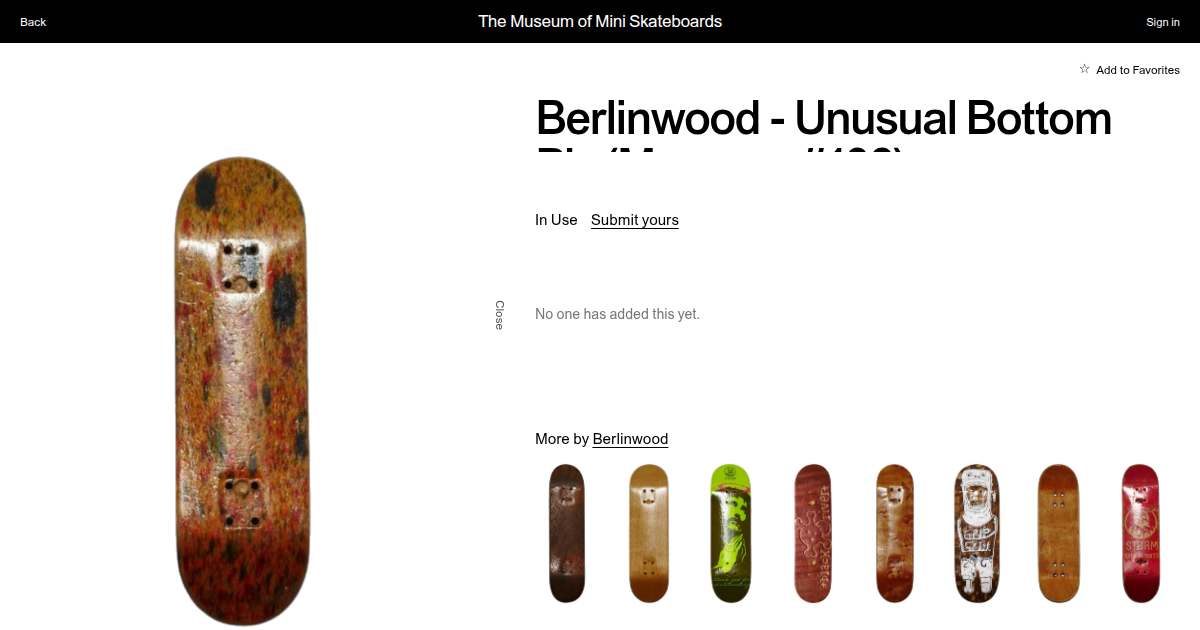 Back
The Museum of Mini Skateboards
Sign in
☆ Add to Favorites
Berlinwood - Unusual Bottom
In Use Submit yours
Close
No one has added this yet.
More by Berlinwood